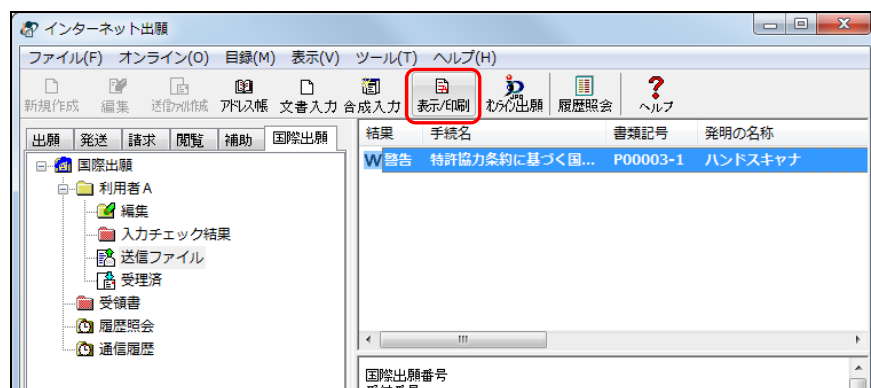 インターネット出願
ファイル(F) オンライン(O) 目録(M) 表示(V) ツール(T) ヘルプ(H)
新規作成 編集 送信ファイル作成 アドレス帳 文書入力 合成入力 表示/印刷 オンライン出願 履歴照会 ヘルプ
出願 発送 請求 閲覧 補助 国際出願
結果 手続名 書類記号 発明の名称
W警告 特許協力条約に基づく国... P00003-1 ハンドスキャナ
国際出願
利用者A
編集
入力チェック結果
送信ファイル
受理済
受領書
履歴照会
通信履歴
国際出願番号